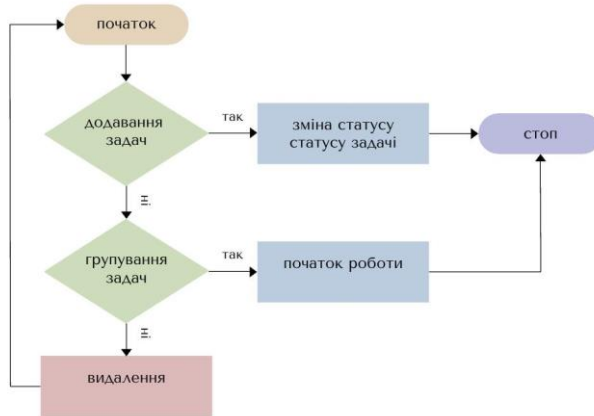 початок
додавання
задач
так
зміна статусу
статусу задачі
стоп
ні
групування
задач
так
початок роботи
ні
видалення